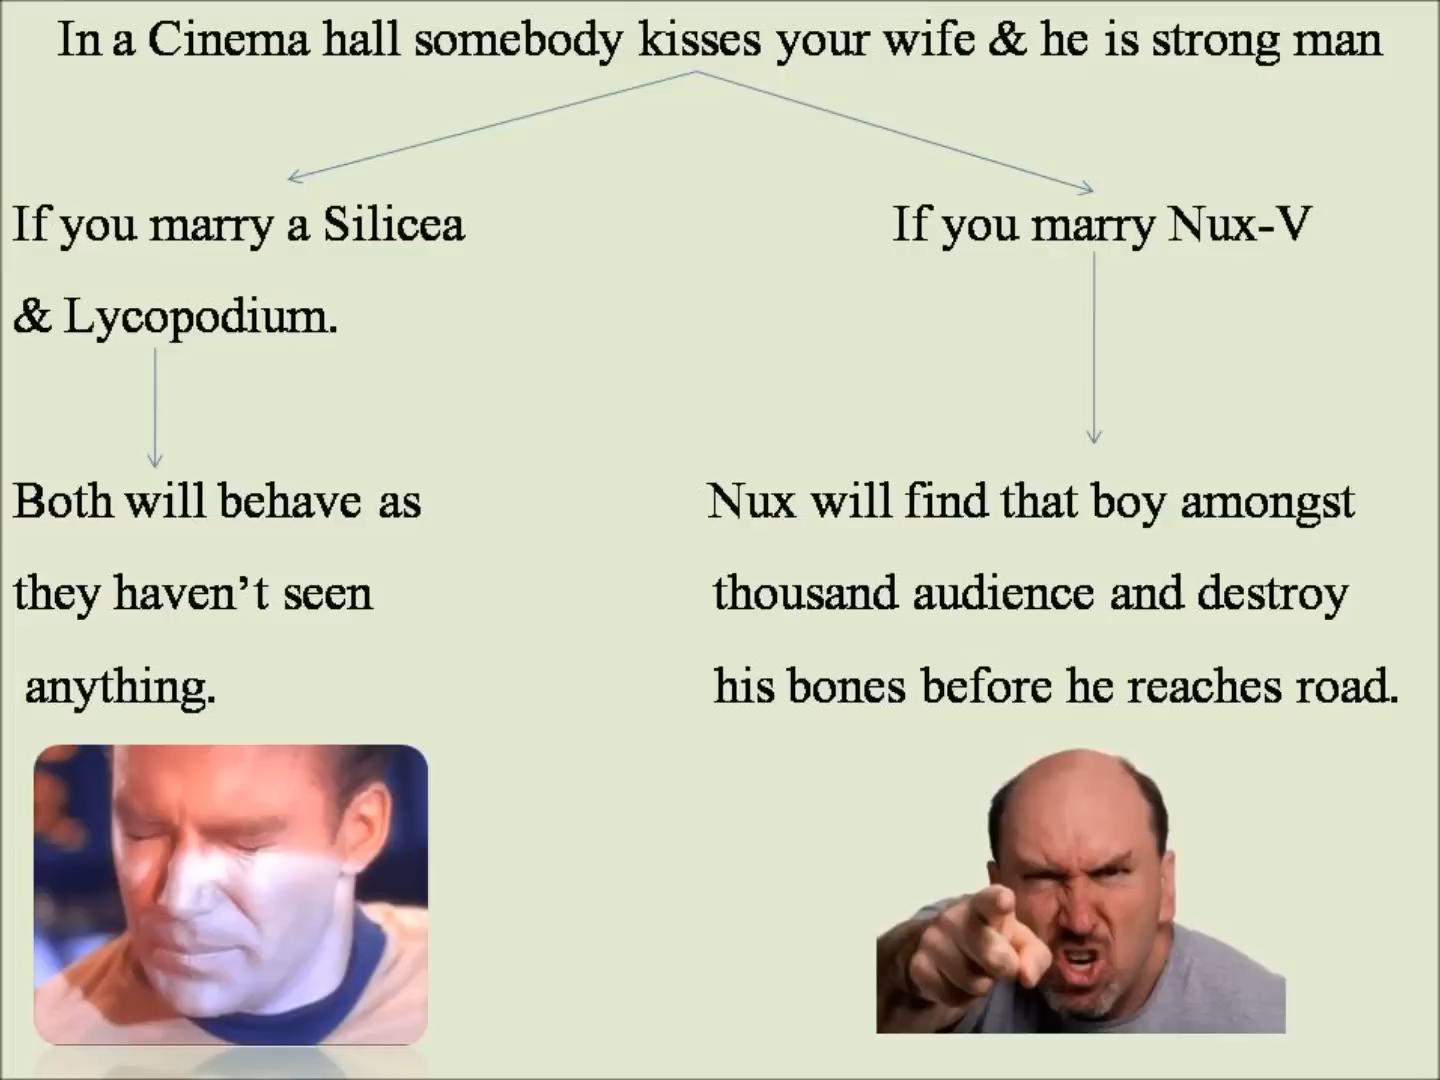 In a Cinema hall somebody kisses your wife & he is strong man
If you marry a Silicea
& Lycopodium.
Both will behave as
they haven't seen
anything.
If you marry Nux-V
Nux will find that boy amongst
thousand audience and destroy
his bones before he reaches road.